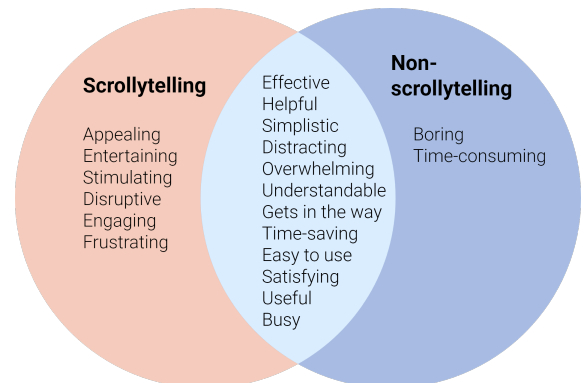 Scrollytelling
Appealing
Entertaining
Stimulating
Disruptive
Engaging
Frustrating
Effective
Helpful
Simplistic
Distracting
Overwhelming
Understandable
Gets in the way
Time-saving
Easy to use
Satisfying
Useful
Busy
Non-
scrollytelling
Boring
Time-consuming